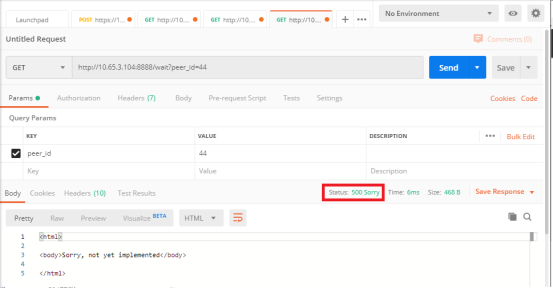 Launchpad
POST https://1...
GET http://10....
GET http://10....
GET http://10....
No Environment
Untitled Request
Comments (0)
GET
http://10.65.3.104:8888/wait?peer_id=44
Send
Save
Params
Authorization
Headers (7)
Body
Pre-request Script
Tests
Settings
Cookies
Code
Query Params
KEY
VALUE
DESCRIPTION
Bulk Edit
peer_id
44
Key
Value
Description
Body
Cookies
Headers (10)
Test Results
Status: 500 Sorry
Time: 6ms
Size: 468 B
Save Response
Pretty
Raw
Preview
Visualize BETA
HTML
1 <html>
2
3 <body>Sorry, not yet implemented</body>
4
5 </html>